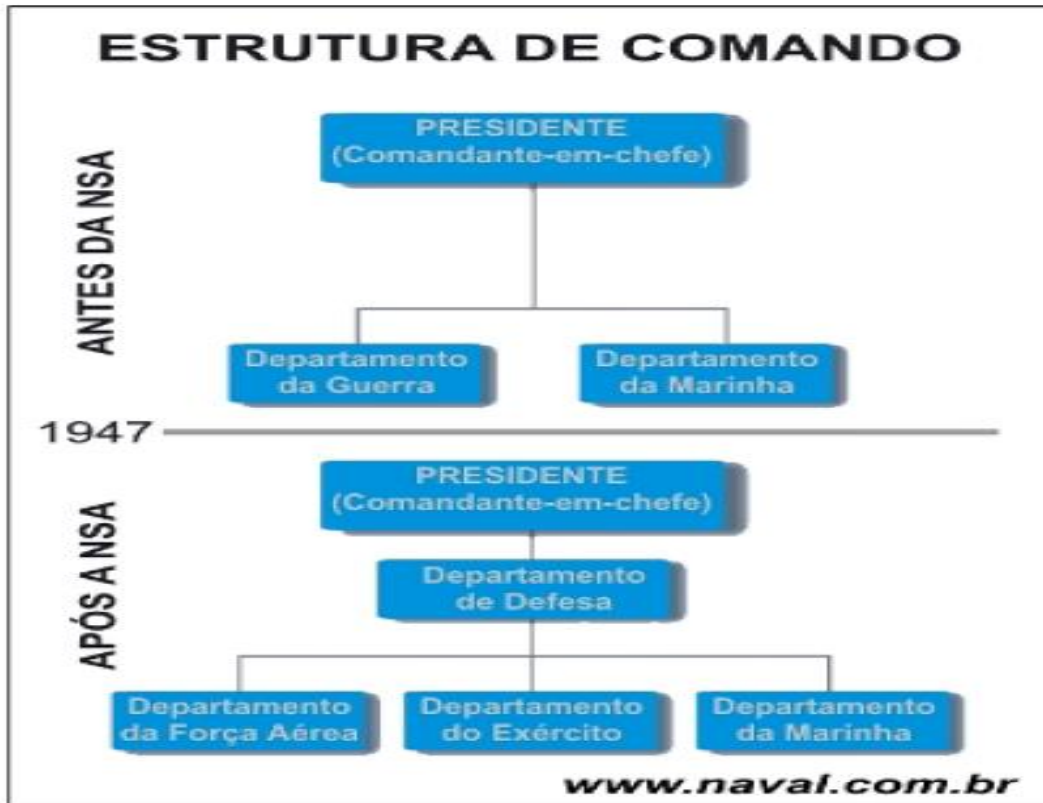 ESTRUTURA DE COMANDO
ANTES DA NSA
PRESIDENTE
(Comandante-em-chefe)
Departamento
da Guerra
Departamento
da Marinha
1947
APÓS A NSA
PRESIDENTE
(Comandante-em-chefe)
Departamento
de Defesa
Departamento
da Força Aérea
Departamento
do Exército
Departamento
da Marinha
www.naval.com.br